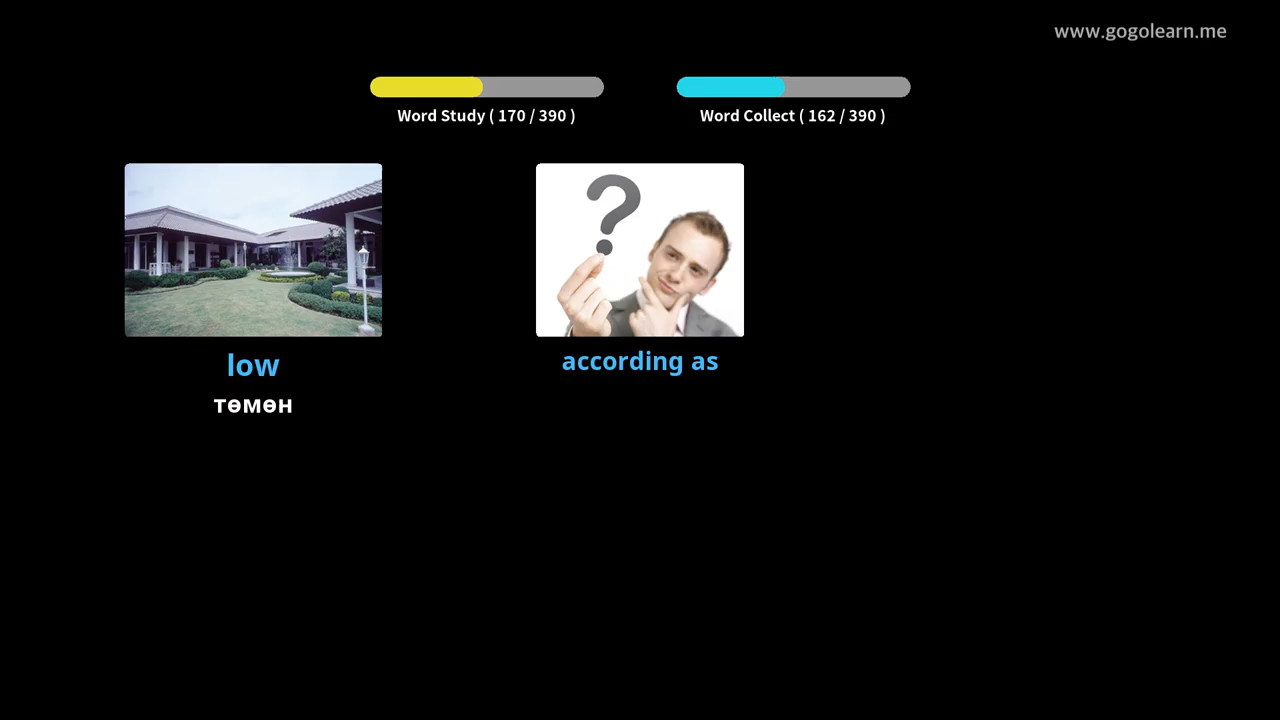 www.gogolearn.me
Word Study ( 170 / 390 )
Word Collect ( 162 / 390 )
low
төмөн
according as